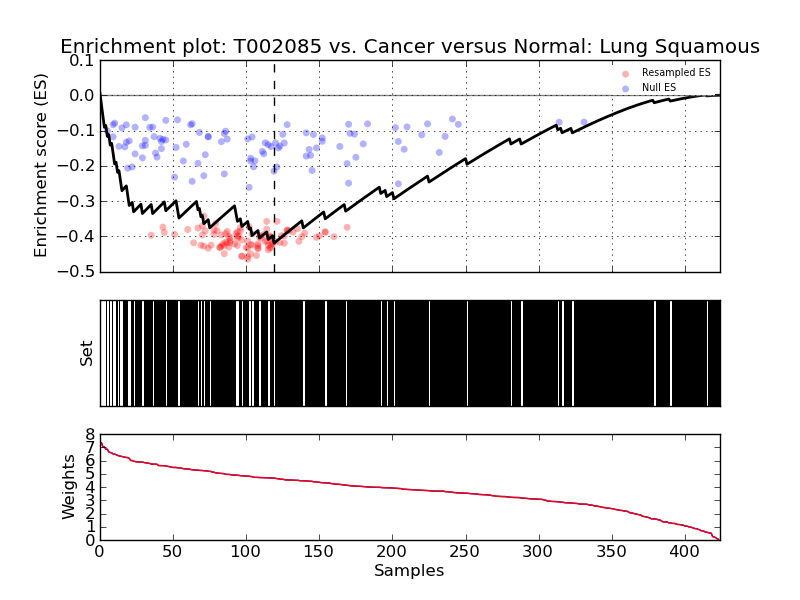 Enrichment plot: T002085 vs. Cancer versus Normal: Lung Squamous
0.1
0.0
−0.1
−0.2
−0.3
−0.4
−0.5
Enrichment score (ES)
Resampled ES
Null ES
Set
8
7
6
5
4
3
2
1
0
Weights
0 50 100 150 200 250 300 350 400
Samples